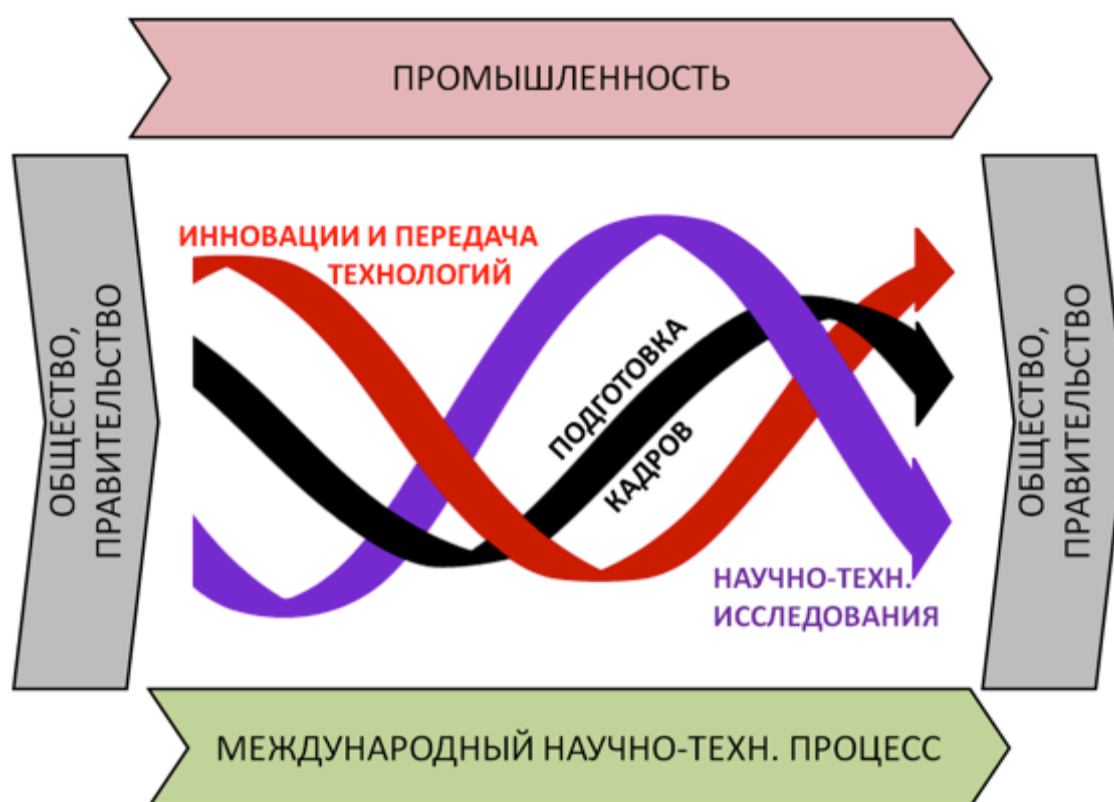 ПРОМЫШЛЕННОСТЬ
ОБЩЕСТВО,
ПРАВИТЕЛЬСТВО
ИННОВАЦИИ И ПЕРЕДАЧА
ТЕХНОЛОГИЙ
ПОДГОТОВКА
КАДРОВ
НАУЧНО-ТЕХН.
ИССЛЕДОВАНИЯ
ОБЩЕСТВО,
ПРАВИТЕЛЬСТВО
МЕЖДУНАРОДНЫЙ НАУЧНО-ТЕХН. ПРОЦЕСС